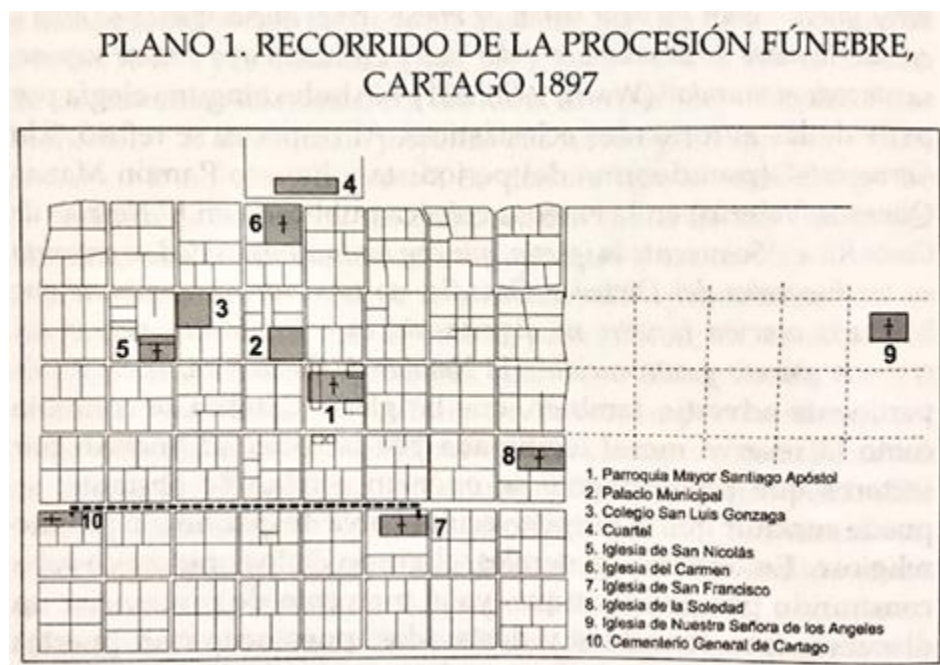 PLANO 1. RECORRIDO DE LA PROCESIÓN FÚNEBRE,
CARTAGO 1897
4
6
3
5
2
9
1
8
10
7
1. Parroquia Mayor Santiago Apóstol
2. Palacio Municipal
3. Colegio San Luis Gonzaga
4. Cuartel
5. Iglesia de San Nicolás
6. Iglesia del Carmen
7. Iglesia de San Francisco
8. Iglesia de la Soledad
9. Iglesia de Nuestra Señora de los Angeles
10. Cementerio General de Cartago